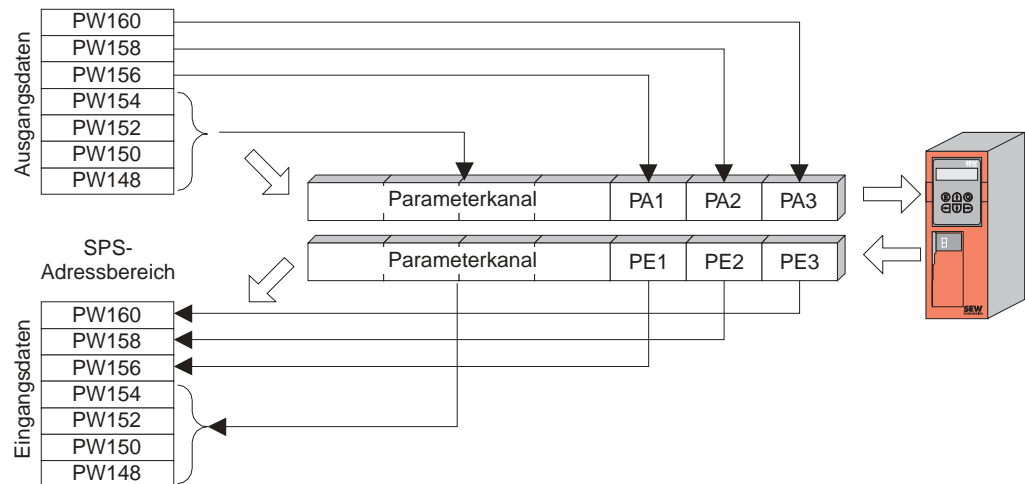 Ausgangsdaten
PW160
PW158
PW156
PW154
PW152
PW150
PW148
Parameterkanal
PA1
PA2
PA3
SPS-
Adressbereich
Parameterkanal
PE1
PE2
PE3
Eingangsdaten
PW160
PW158
PW156
PW154
PW152
PW150
PW148
SEW